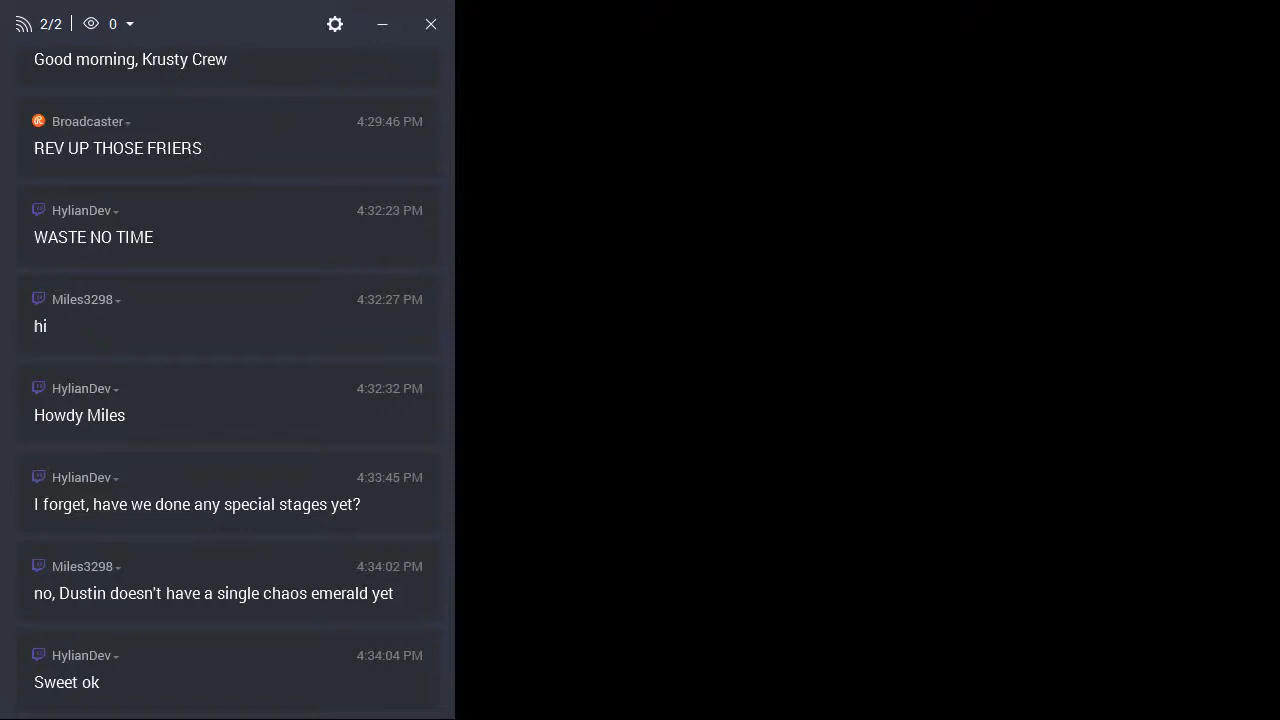 2/2 0
Good morning, Krusty Crew
Broadcaster 4:29:46 PM
REV UP THOSE FRIERS
HylianDev 4:32:23 PM
WASTE NO TIME
Miles3298 4:32:27 PM
hi
HylianDev 4:32:32 PM
Howdy Miles
HylianDev 4:33:45 PM
I forget, have we done any special stages yet?
Miles3298 4:34:02 PM
no, Dustin doesn't have a single chaos emerald yet
HylianDev 4:34:04 PM
Sweet ok